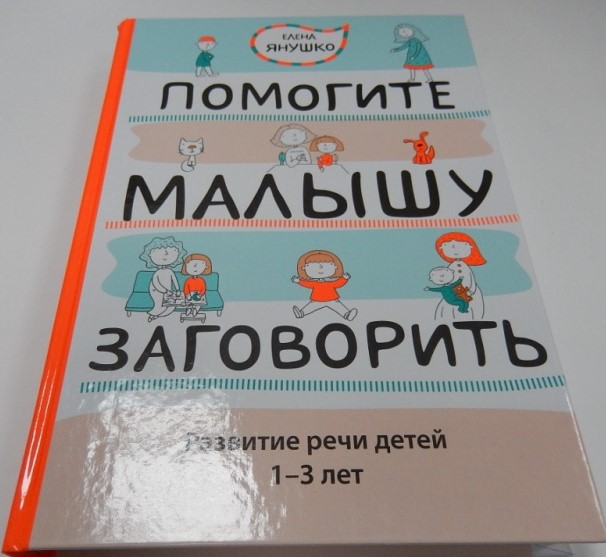 ЕЛЕНА
ЯНУШКО
ПОМОГИТЕ
МАЛЫШУ
ЗАГОВОРИТЬ
Развитие речи детей
1–3 лет